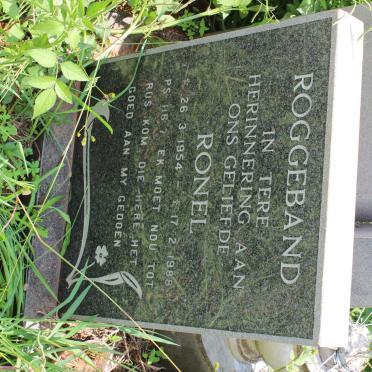 ROGGEBAND
IN TERE
HERINNERING AAN
ONS GELIEFDE
RONEL
26·3·1954 – 17·2·1986
PS 116 EK MOET NOU TOT
RUS KOM, DIE HERE HET
GOED AAN MY GEDOEN